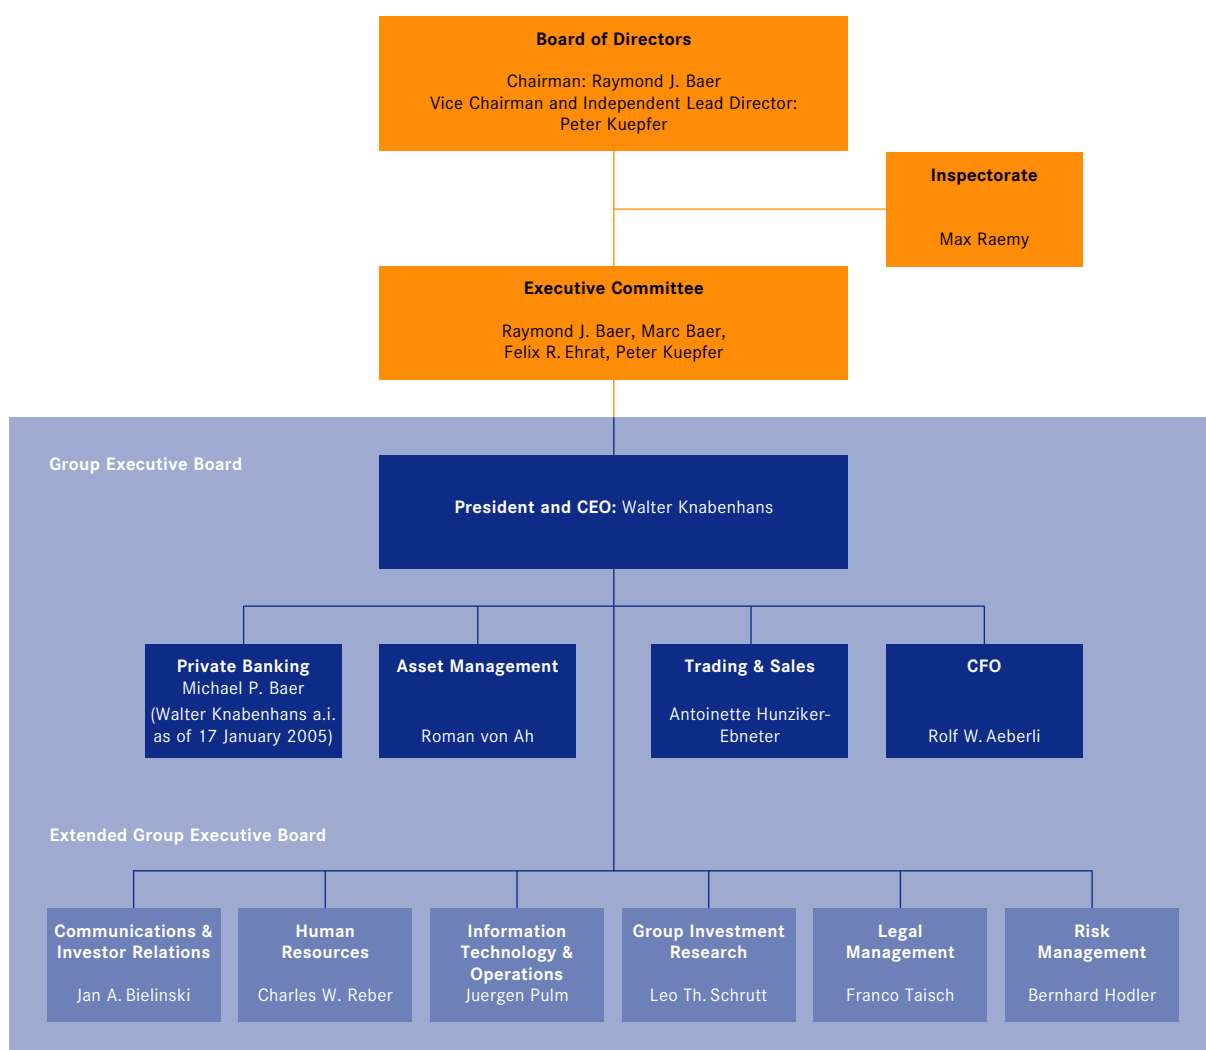 Board of Directors
Chairman: Raymond J. Baer
Vice Chairman and Independent Lead Director:
Peter Kuepfer
Inspectorate
Max Raemy
Executive Committee
Raymond J. Baer, Marc Baer,
Felix R. Ehrat, Peter Kuepfer
Group Executive Board
President and CEO: Walter Knabenhans
Private Banking
Michael P. Baer
(Walter Knabenhans a.i.
as of 17 January 2005)
Asset Management
Roman von Ah
Trading & Sales
Antoinette Hunziker-
Ebneter
CFO
Rolf W. Aeberli
Extended Group Executive Board
Communications &
Investor Relations
Jan A. Bielinski
Human
Resources
Charles W. Reber
Information
Technology &
Operations
Juergen Pulm
Group Investment
Research
Leo Th. Schrutt
Legal
Management
Franco Taisch
Risk
Management
Bernhard Hodler